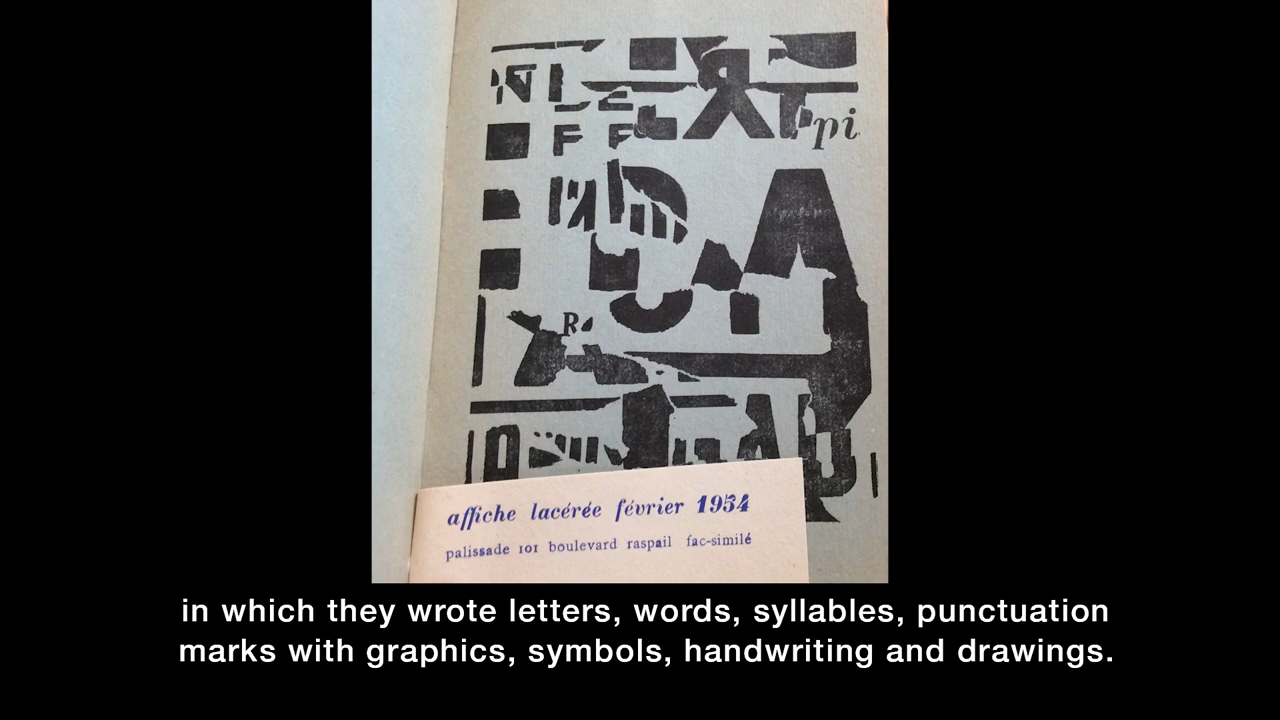 pi
R
affiche lacérée février 1954
palissade 101 boulevard raspail fac-similé
in which they wrote letters, words, syllables, punctuation
marks with graphics, symbols, handwriting and drawings.